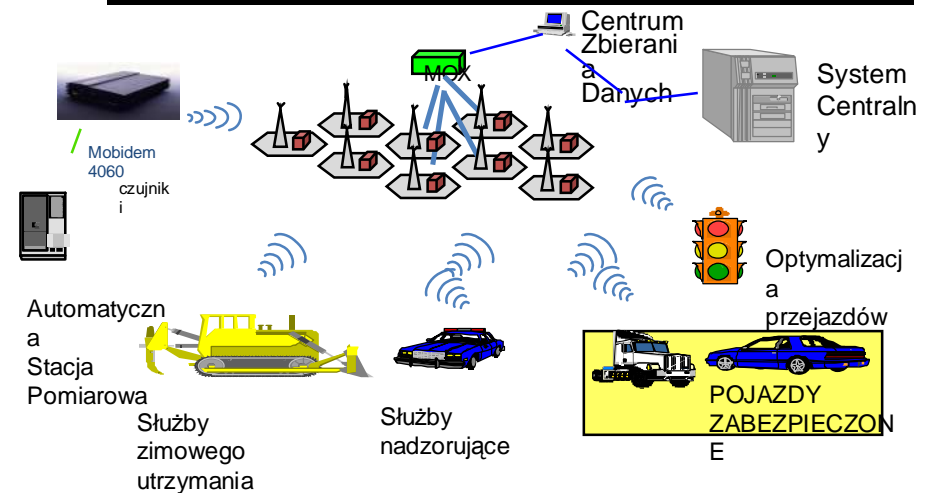 Centrum
Zbierani
a
Danych
MOX
System
Centraln
y
Mobidem
4060
czujnik
i
Optymalizacj
a
przejazdów
Automatyczn
a
Stacja
Pomiarowa
Służby
zimowego
utrzymania
Służby
nadzorujące
POJAZDY
ZABEZPIECZON
E